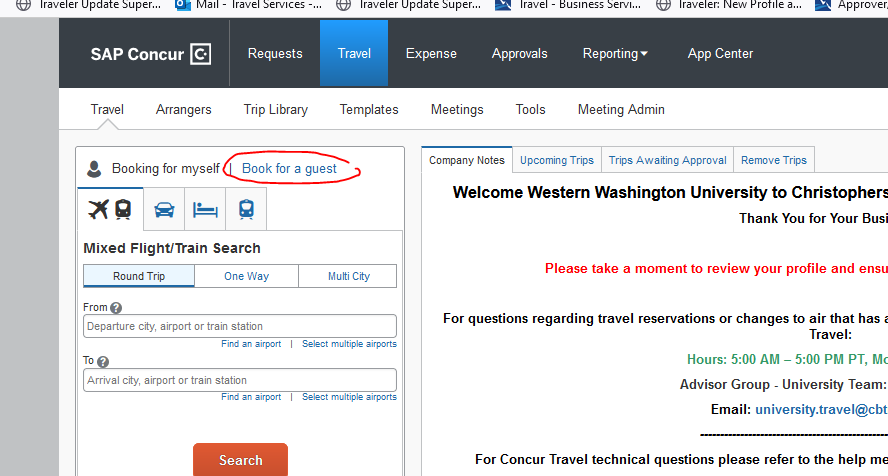 Traveler Update Super... Mail - Travel Services -... Traveler Update Super... Travel - Business Servi... Traveler: New Profile a... Approver
SAP Concur C Requests Travel Expense Approvals Reporting App Center
Travel Arrangers Trip Library Templates Meetings Tools Meeting Admin
Booking for myself | Book for a guest
Mixed Flight/Train Search
Round Trip One Way Multi City
From ?
Departure city, airport or train station
Find an airport | Select multiple airports
To ?
Arrival city, airport or train station
Find an airport | Select multiple airports
Search
Company Notes Upcoming Trips Trips Awaiting Approval Remove Trips
Welcome Western Washington University to Christophers
Thank You for Your Busi
Please take a moment to review your profile and ensu
For questions regarding travel reservations or changes to air that has a
Travel:
Hours: 5:00 AM – 5:00 PM PT, Mo
Advisor Group - University Team:
Email: university.travel@cbt
--------------------------------------------------
For Concur Travel technical questions please refer to the help me